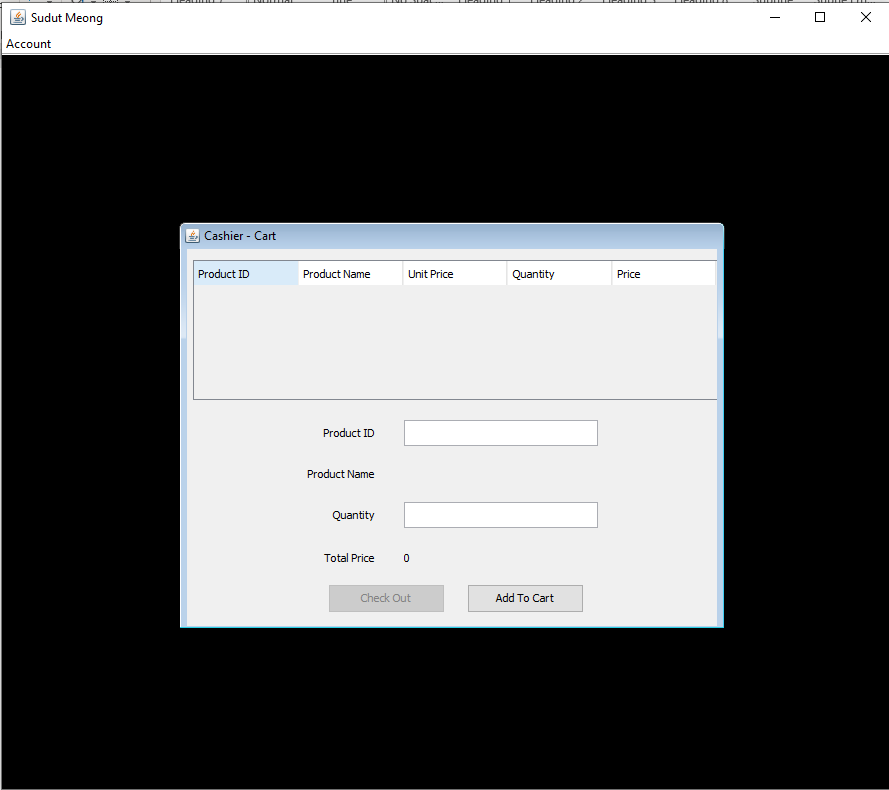 Sudut Meong
Account
Cashier - Cart
Product ID Product Name Unit Price Quantity Price
Product ID
Product Name
Quantity
Total Price 0
Check Out Add To Cart